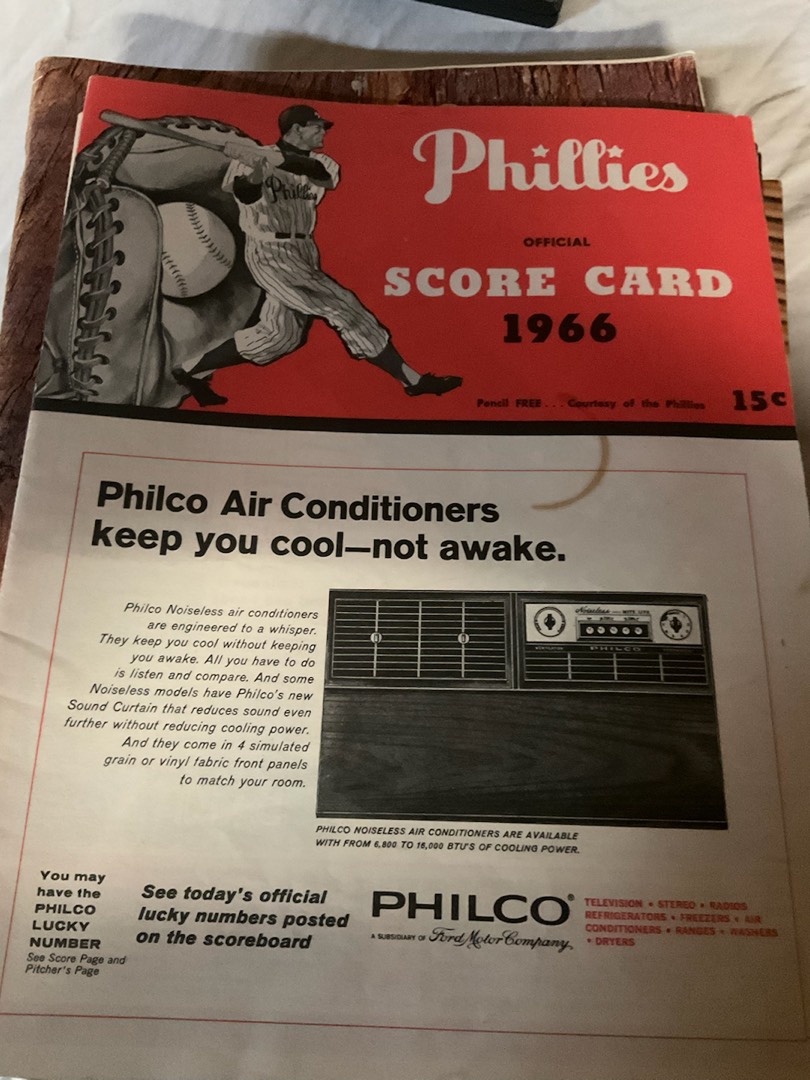 Phillies
Phillies
OFFICIAL
SCORE CARD
1966
Pencil FREE . . . Courtesy of the Phillies 15c
Philco Air Conditioners
keep you cool—not awake.
Philco Noiseless air conditioners
are engineered to a whisper.
They keep you cool without keeping
you awake. All you have to do
is listen and compare. And some
Noiseless models have Philco's new
Sound Curtain that reduces sound even
further without reducing cooling power.
And they come in 4 simulated
grain or vinyl fabric front panels
to match your room.
Noiseless
PHILCO
PHILCO NOISELESS AIR CONDITIONERS ARE AVAILABLE
WITH FROM 6,800 TO 16,000 BTU'S OF COOLING POWER.
You may
have the
PHILCO
LUCKY
NUMBER
See Score Page and
Pitcher's Page
See today's official
lucky numbers posted
on the scoreboard
PHILCO®
A SUBSIDIARY OF Ford Motor Company,
TELEVISION • STEREO • RADIOS
REFRIGERATORS • FREEZERS • AIR
CONDITIONERS • RANGES • WASHERS
• DRYERS